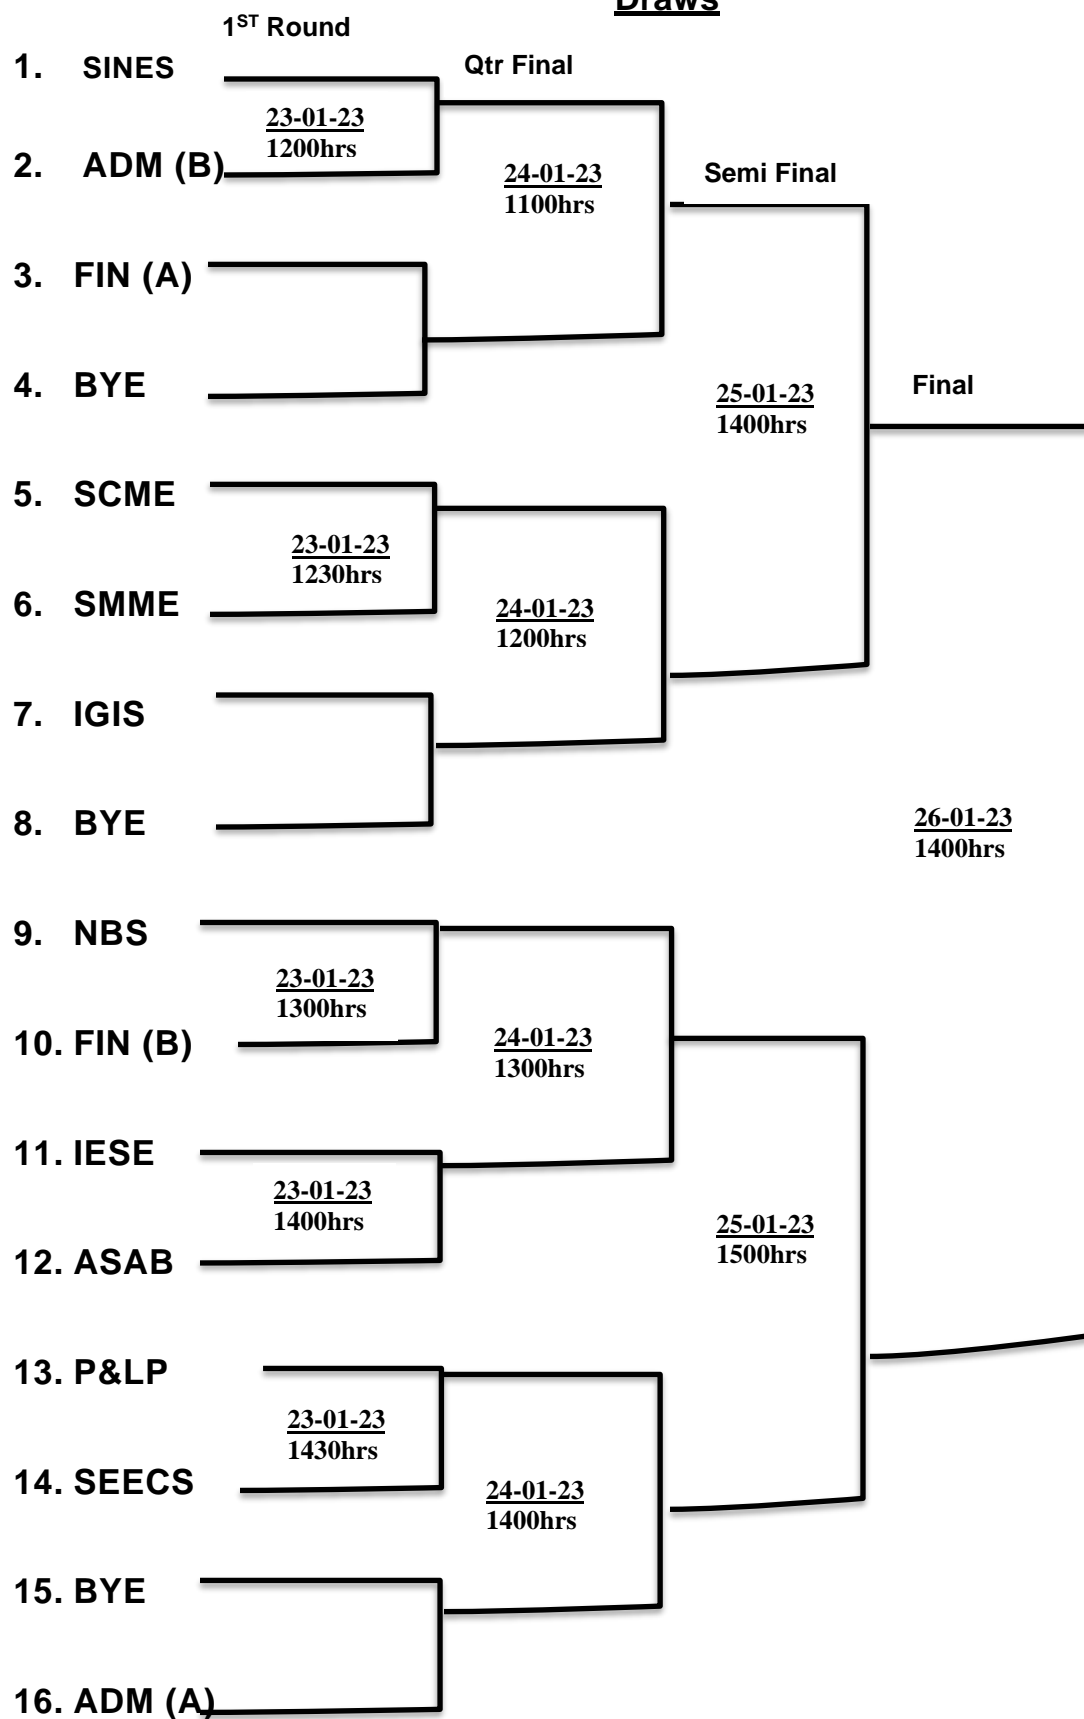 Draws
1ST Round
1. SINES
Qtr Final
23-01-23
1200hrs
2. ADM (B)
24-01-23
1100hrs
Semi Final
3. FIN (A)
4. BYE
25-01-23
1400hrs
Final
5. SCME
23-01-23
1230hrs
6. SMME
24-01-23
1200hrs
7. IGIS
8. BYE
26-01-23
1400hrs
9. NBS
23-01-23
1300hrs
10. FIN (B)
24-01-23
1300hrs
11. IESE
23-01-23
1400hrs
12. ASAB
25-01-23
1500hrs
13. P&LP
23-01-23
1430hrs
14. SEECS
24-01-23
1400hrs
15. BYE
16. ADM (A)